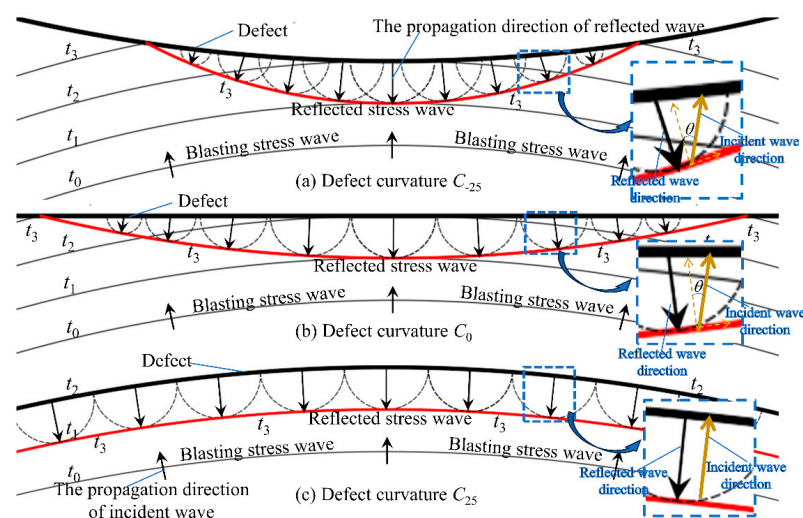 Defect
The propagation direction of reflected wave
t3
t3
t2
t3
t3
Reflected stress wave
t1
Blasting stress wave
Blasting stress wave
t0
(a) Defect curvature C-25
θ
Incident wave
direction
Reflected wave
direction
Defect
t3
t2
t3
t3
t3
Reflected stress wave
t1
Blasting stress wave
Blasting stress wave
t0
(b) Defect curvature C0
θ
Incident wave
direction
Reflected wave
direction
Defect
t2
t2
t1
t3
t3
Reflected stress wave
Blasting stress wave
Blasting stress wave
t0
The propagation direction
of incident wave
(c) Defect curvature C25
Reflected wave
direction
Incident wave
direction